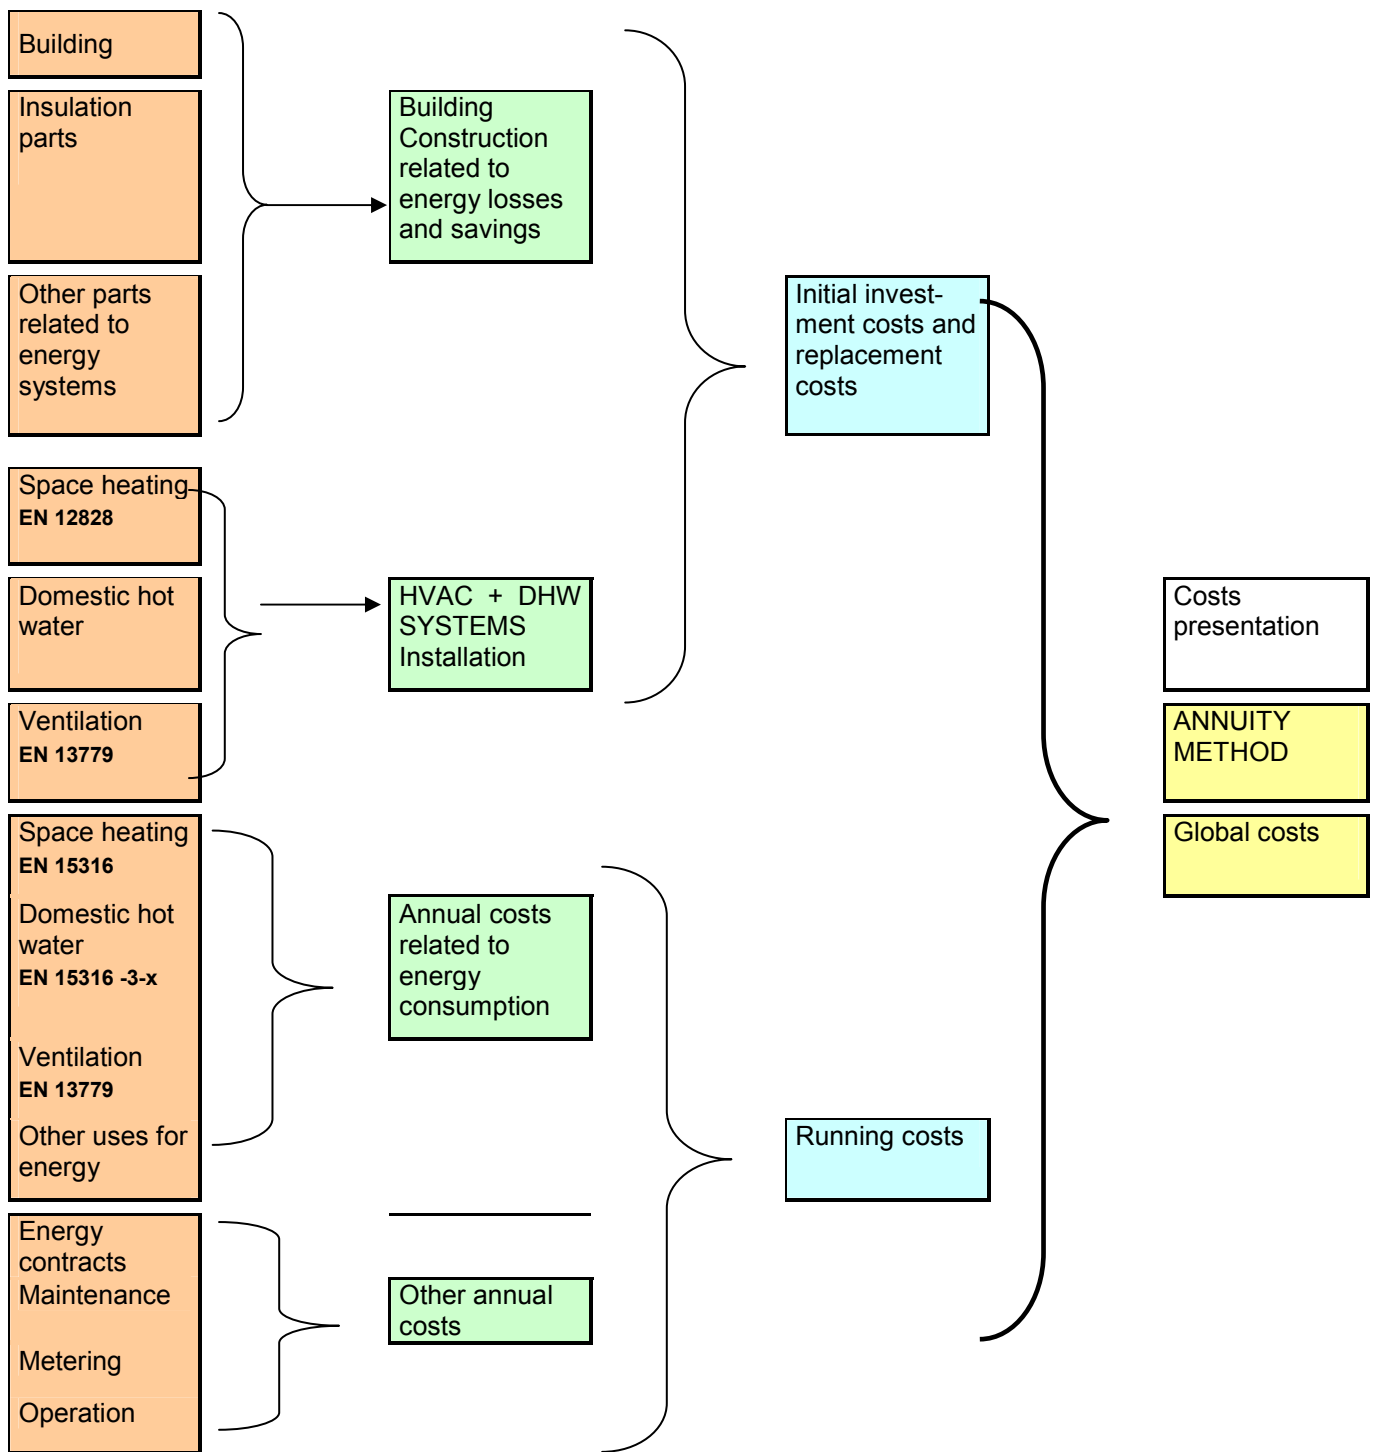 Building
Insulation
parts
Other parts
related to
energy
systems
Space heating
EN 12828
Domestic hot
water
Ventilation
EN 13779
Space heating
EN 15316
Domestic hot
water
EN 15316 -3-x
Ventilation
EN 13779
Other uses for
energy
Energy
contracts
Maintenance
Metering
Operation
Building
Construction
related to
energy losses
and savings
HVAC + DHW
SYSTEMS
Installation
Annual costs
related to
energy
consumption
Other annual
costs
Initial invest-
ment costs and
replacement
costs
Running costs
Costs
presentation
ANNUITY
METHOD
Global costs